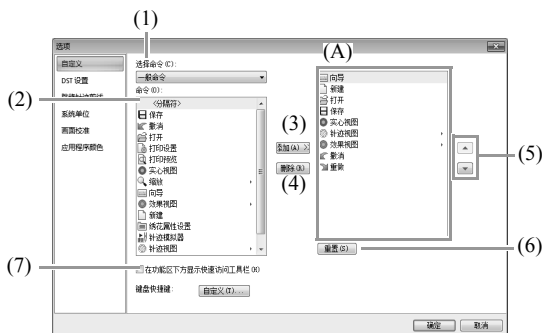 (1)
(A)
选项
自定义
DST 设置
系统单位
画面校准
应用程序颜色
选择命令(C):
一般命令
(2)
命令(O):
<分隔符>
保存
撤消
打开
打印设置
打印预览
实心视图
缩放
向导
新建
绣花属性设置
针迹模拟器
针迹视图
(3)
添加(A) >
删除(R)
(4)
向导
新建
打开
保存
实心视图
针迹视图
效果视图
撤消
重做
(5)
重置(S)
(6)
(7)
在功能区下方显示快速访问工具栏(H)
键盘快捷键:
自定义(T)...
确定
取消